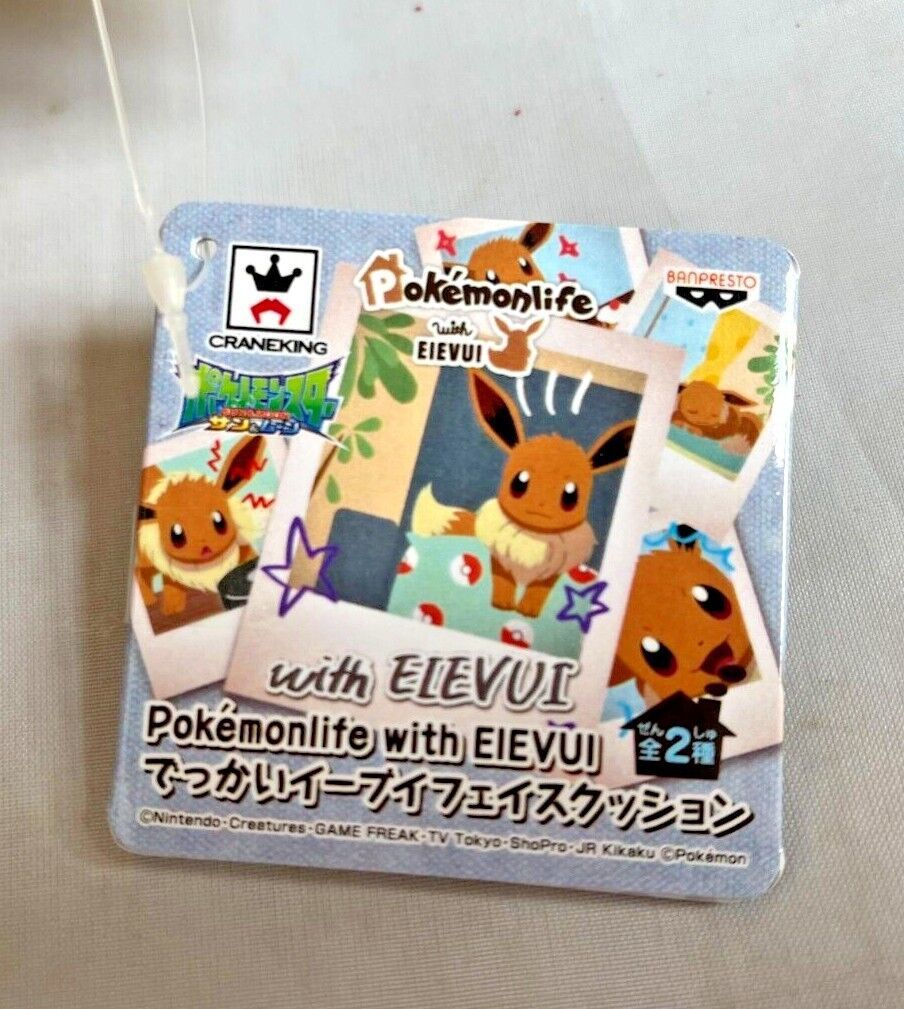 CRANEKING
Pokémonlife
with
EIEVUI
BANPRESTO
ポケットモンスター
サン&ムーン
with EIEVUI
Pokémonlife with EIEVUI
でっかいイーブイフェイスクッション
ぜん しゅ
全2種
©Nintendo・Creatures・GAME FREAK・TV Tokyo・ShoPro・JR Kikaku ©Pokémon